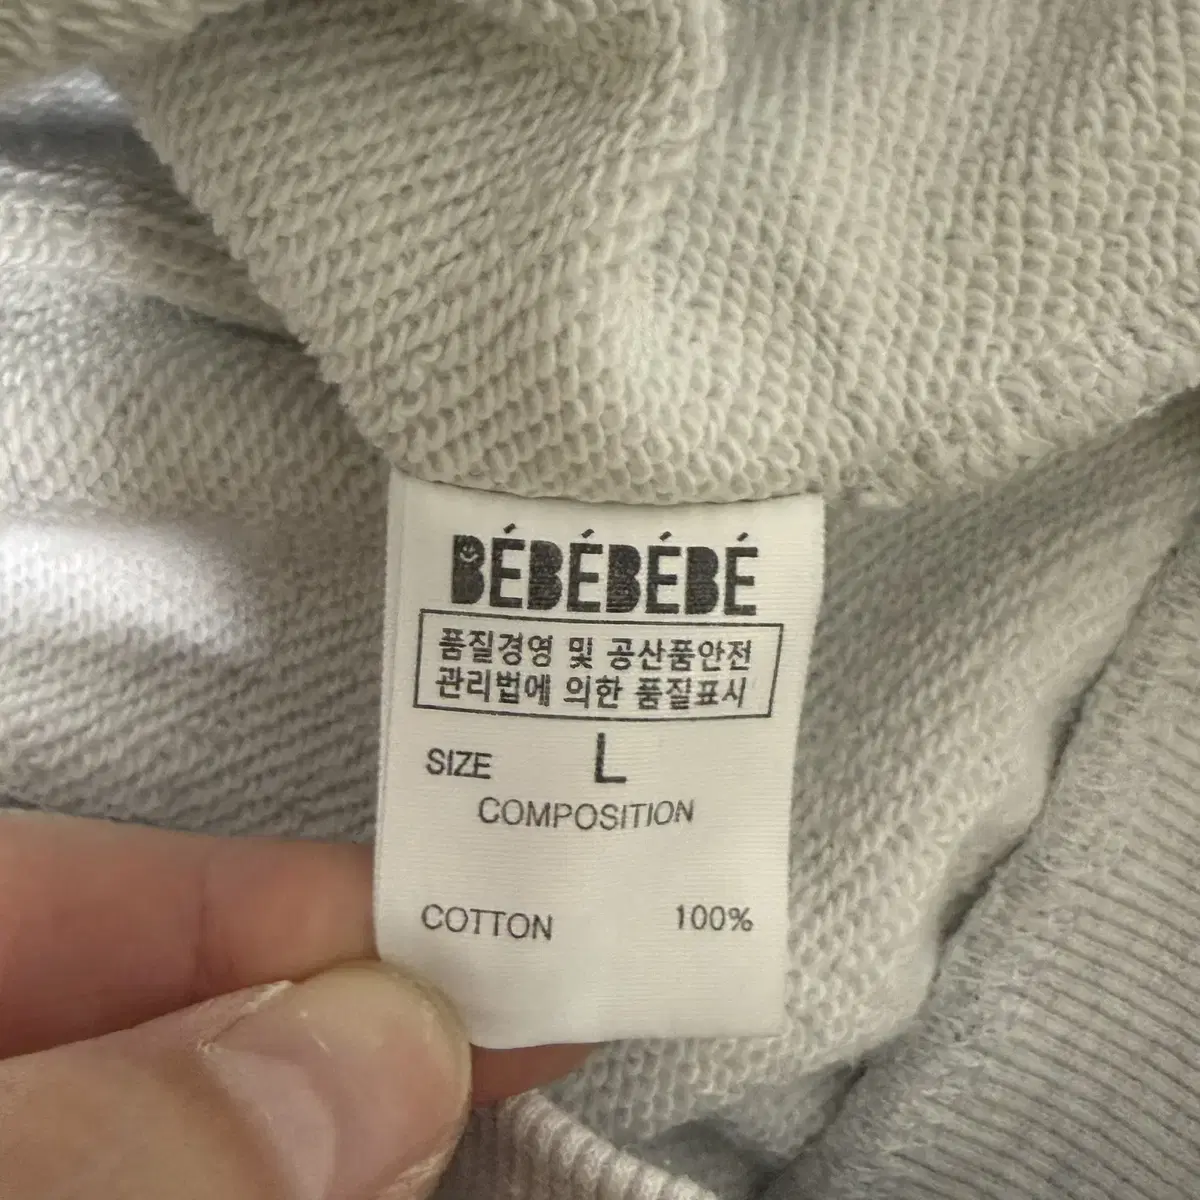 BÉBÉBÉBÉ
품질경영 및 공산품안전
관리법에 의한 품질표시
SIZE L
COMPOSITION
COTTON 100%